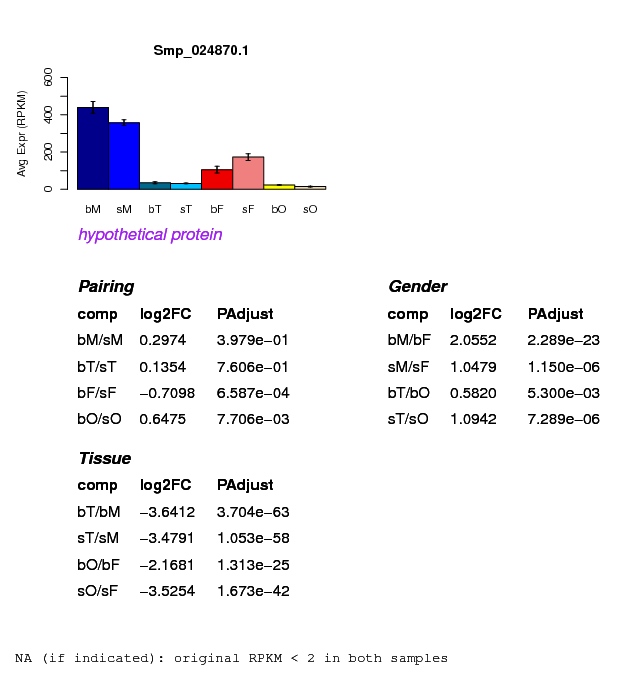 Smp_024870.1
Avg Expr (RPKM)
0 200 400 600
bM sM bT sT bF sF bO sO
hypothetical protein
Pairing
comp log2FC PAdjust
bM/sM 0.2974 3.979e−01
bT/sT 0.1354 7.606e−01
bF/sF −0.7098 6.587e−04
bO/sO 0.6475 7.706e−03
Gender
comp log2FC PAdjust
bM/bF 2.0552 2.289e−23
sM/sF 1.0479 1.150e−06
bT/bO 0.5820 5.300e−03
sT/sO 1.0942 7.289e−06
Tissue
comp log2FC PAdjust
bT/bM −3.6412 3.704e−63
sT/sM −3.4791 1.053e−58
bO/bF −2.1681 1.313e−25
sO/sF −3.5254 1.673e−42
NA (if indicated): original RPKM < 2 in both samples